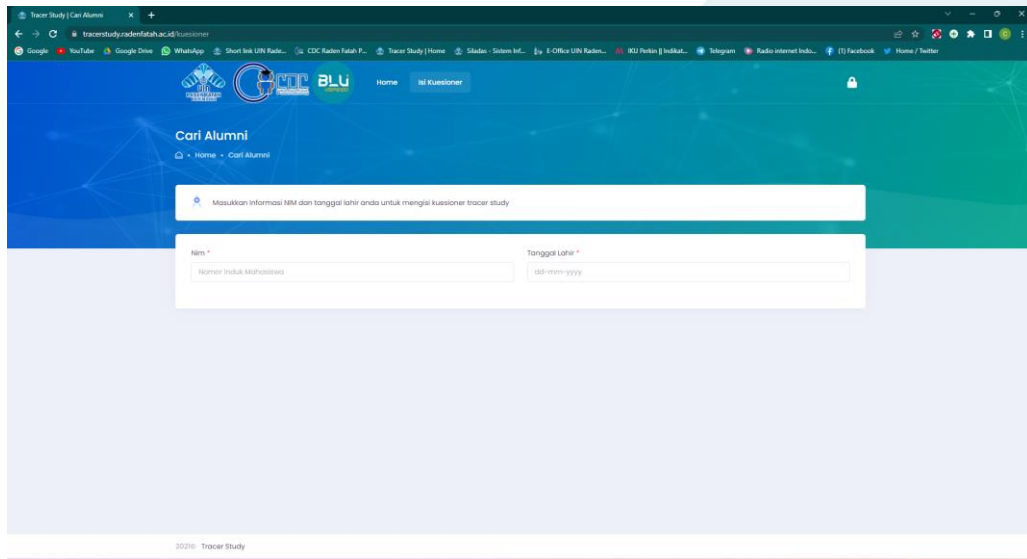 Tracer Study | Cari Alumni
tracerstudy.radenfatah.ac.id/kuesioner
Google YouTube Google Drive WhatsApp Short link UIN Rade... CDC Raden Fatah P... Tracer Study | Home Siladas - Sistem Inf... E-Office UIN Raden... IKU Perkin || Indikat... Telegram Radio internet Indo... (1) Facebook Home / Twitter
CDC BLU Home Isi Kuesioner
Cari Alumni
Home • Cari Alumni
Masukkan Informasi NIM dan tanggal lahir anda untuk mengisi kuesioner tracer study
Nim * Tanggal Lahir *
Nomor Induk Mahasiswa dd-mm-yyyy
2021© Tracer Study